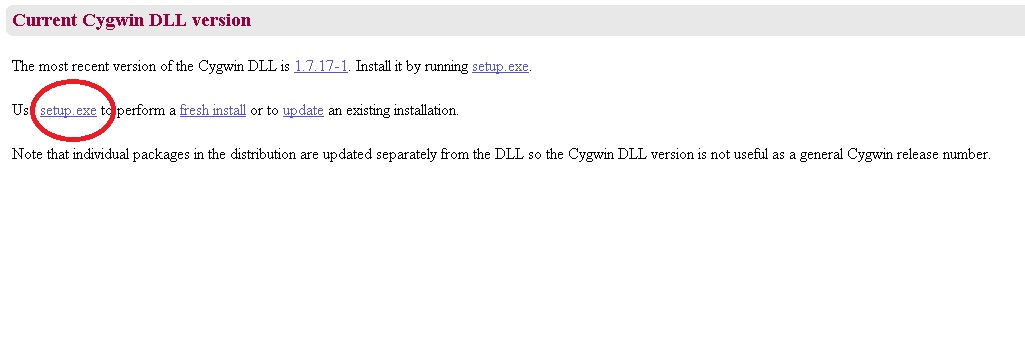 Current Cygwin DLL version
The most recent version of the Cygwin DLL is 1.7.17-1. Install it by running setup.exe.
Us setup.exe to perform a fresh install or to update an existing installation.
Note that individual packages in the distribution are updated separately from the DLL so the Cygwin DLL version is not useful as a general Cygwin release number.